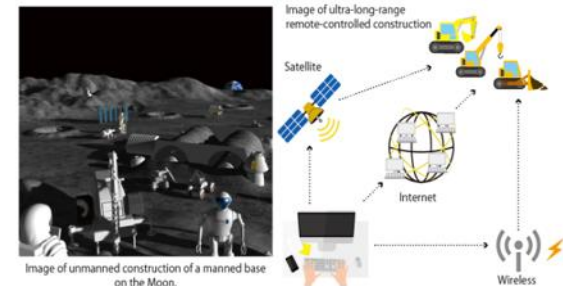 Image of ultra-long-range
remote-controlled construction
Satellite
Internet
Wireless
Image of unmanned construction of a manned base
on the Moon.